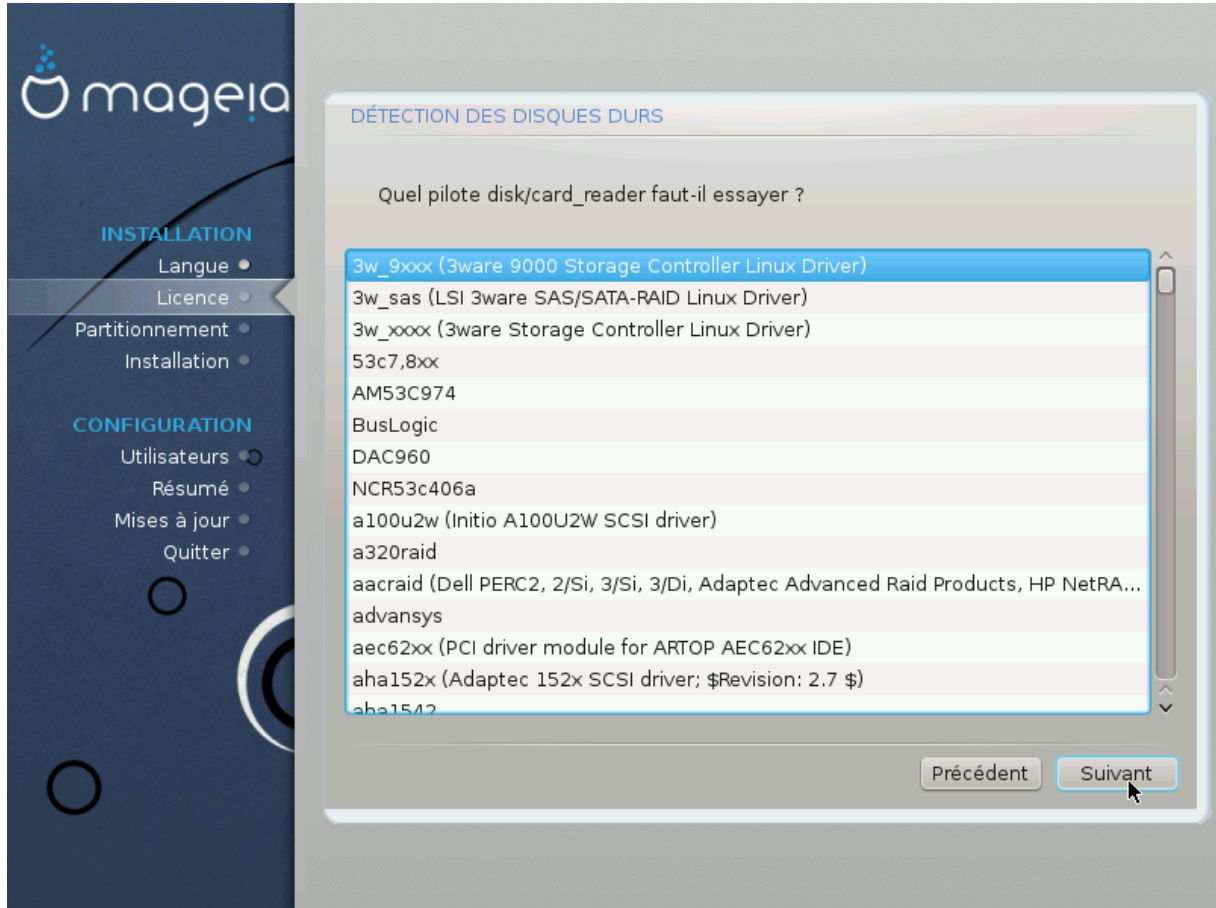 mageia
INSTALLATION
Langue
Licence
Partitionnement
Installation
CONFIGURATION
Utilisateurs
Résumé
Mises à jour
Quitter
DÉTECTION DES DISQUES DURS
Quel pilote disk/card_reader faut-il essayer ?
3w_9xxx (3ware 9000 Storage Controller Linux Driver)
3w_sas (LSI 3ware SAS/SATA-RAID Linux Driver)
3w_xxxx (3ware Storage Controller Linux Driver)
53c7,8xx
AM53C974
BusLogic
DAC960
NCR53c406a
a100u2w (Initio A100U2W SCSI driver)
a320raid
aacraid (Dell PERC2, 2/Si, 3/Si, 3/Di, Adaptec Advanced Raid Products, HP NetRA...
advansys
aec62xx (PCI driver module for ARTOP AEC62xx IDE)
aha152x (Adaptec 152x SCSI driver; $Revision: 2.7 $)
aha1542
Précédent
Suivant